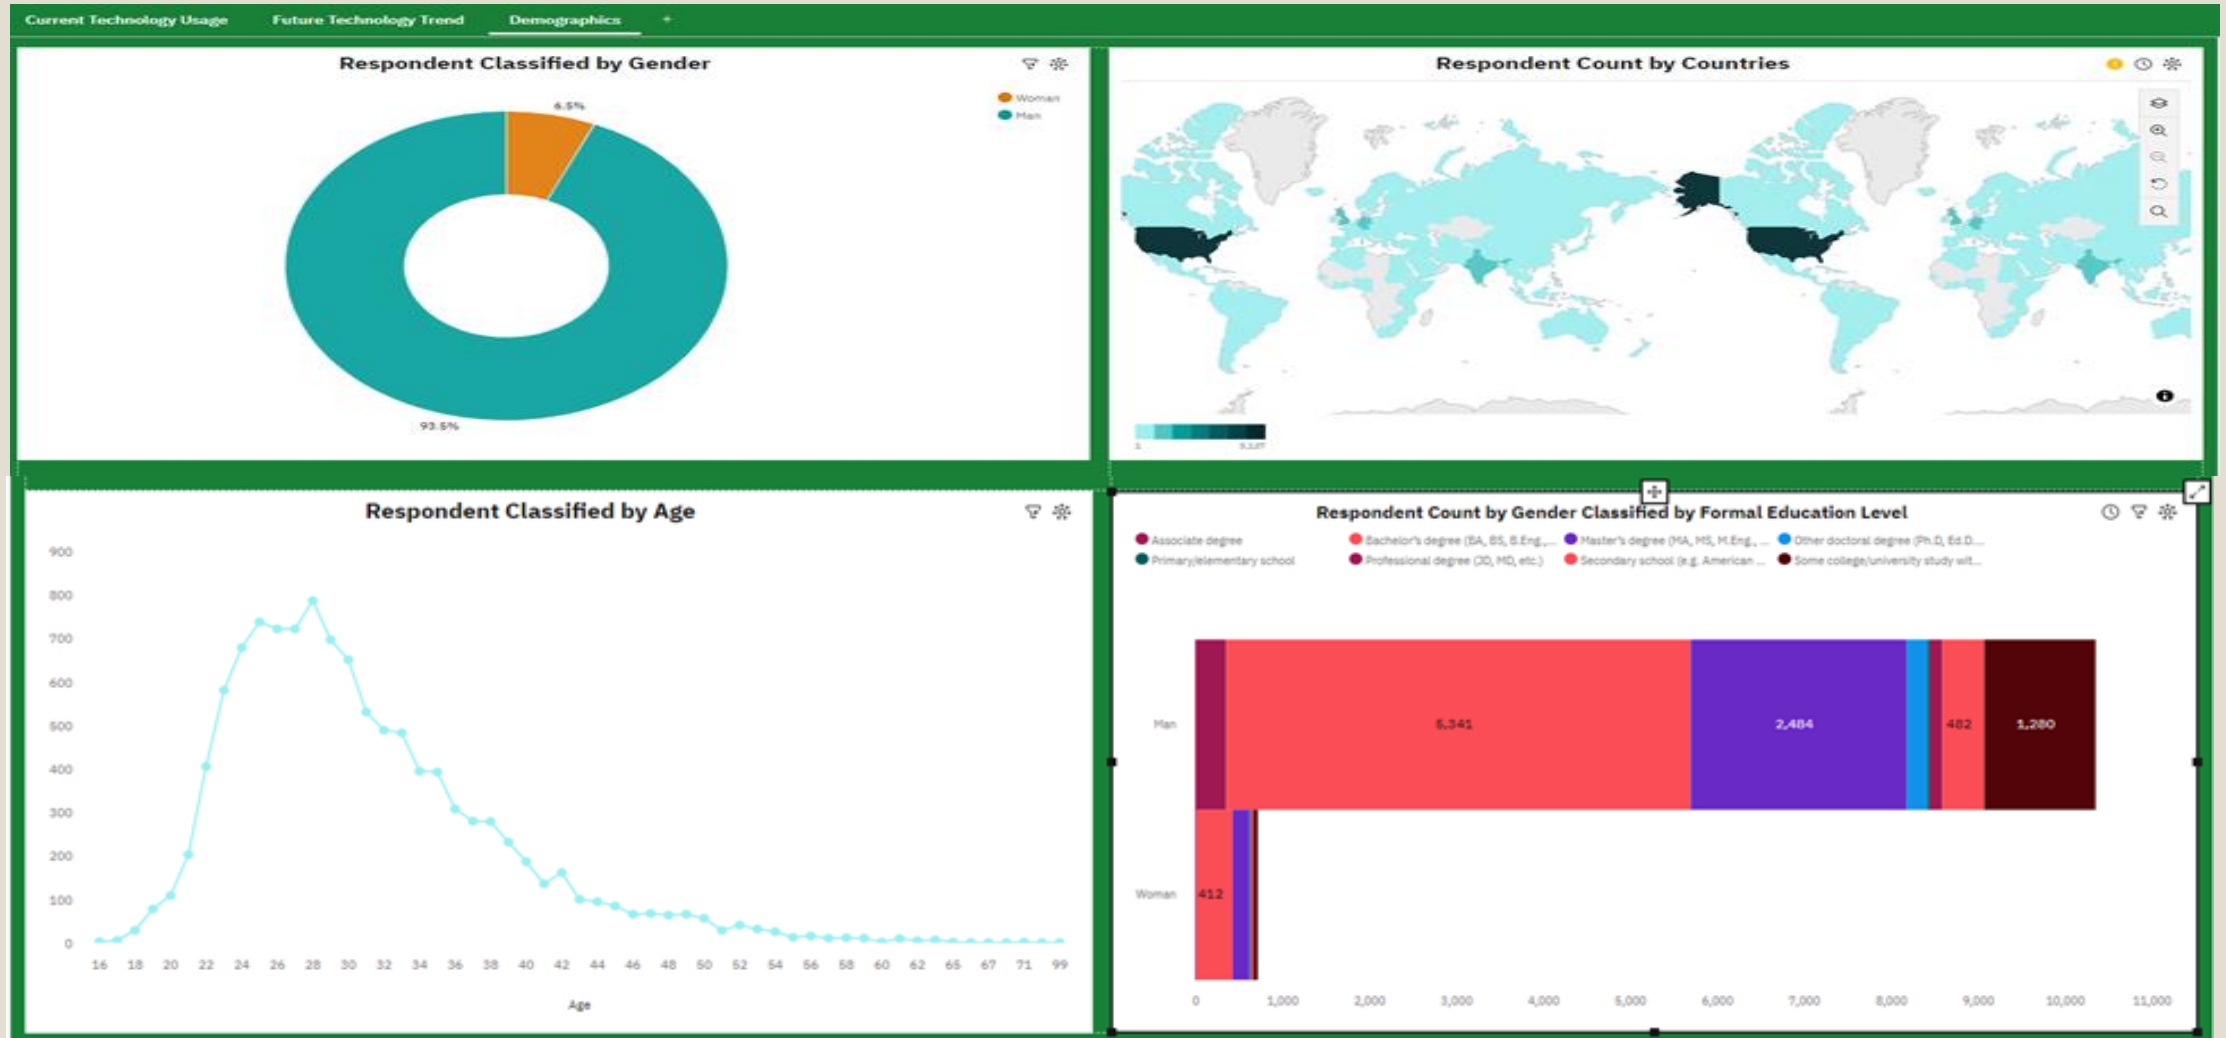 Current Technology Usage Future Technology Trend Demographics +
Respondent Classified by Gender
Woman
Man
6.5%
93.5%
Respondent Count by Countries
1
Respondent Classified by Age
900
800
700
600
500
400
300
200
100
0
16 18 20 22 24 26 28 30 32 34 36 38 40 42 44 46 48 50 52 54 56 58 60 62 65 67 71 99
Age
Respondent Count by Gender Classified by Formal Education Level
Associate degree Bachelor's degree (BA, BS, B.Eng.,... Master's degree (MA, MS, M.Eng., ... Other doctoral degree (Ph.D, Ed.D....
Primary/elementary school Professional degree (JD, MD, etc.) Secondary school (e.g. American ... Some college/university study wit...
Man 5,341 2,484 482 1,280
Woman 412
0 1,000 2,000 3,000 4,000 5,000 6,000 7,000 8,000 9,000 10,000 11,000